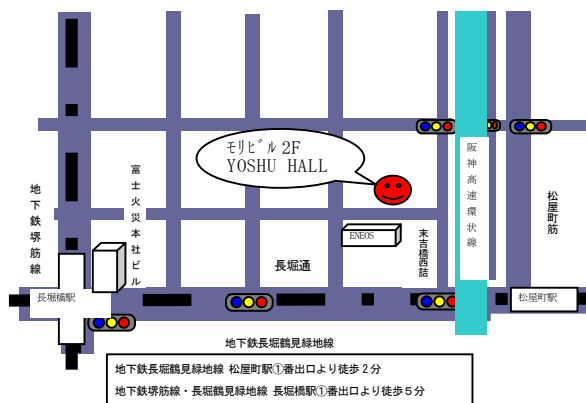 モリビル 2F
YOSHU HALL
阪神高速環状線
松屋町筋
富士火災本社ビル
地下鉄堺筋線
ENEOS
末吉橋西詰
長堀通
長堀橋駅
松屋町駅
地下鉄長堀鶴見緑地線
地下鉄長堀鶴見緑地線 松屋町駅①番出口より徒歩２分
地下鉄堺筋線・長堀鶴見緑地線 長堀橋駅①番出口より徒歩５分